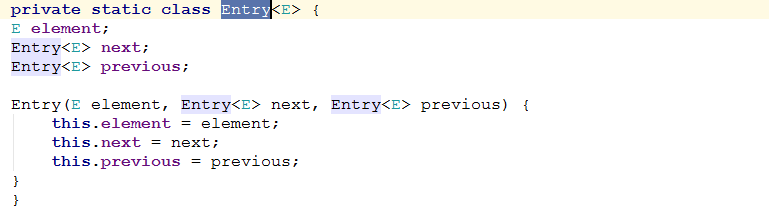 private static class Entry<E> {
E element;
Entry<E> next;
Entry<E> previous;
Entry(E element, Entry<E> next, Entry<E> previous) {
this.element = element;
this.next = next;
this.previous = previous;
}
}